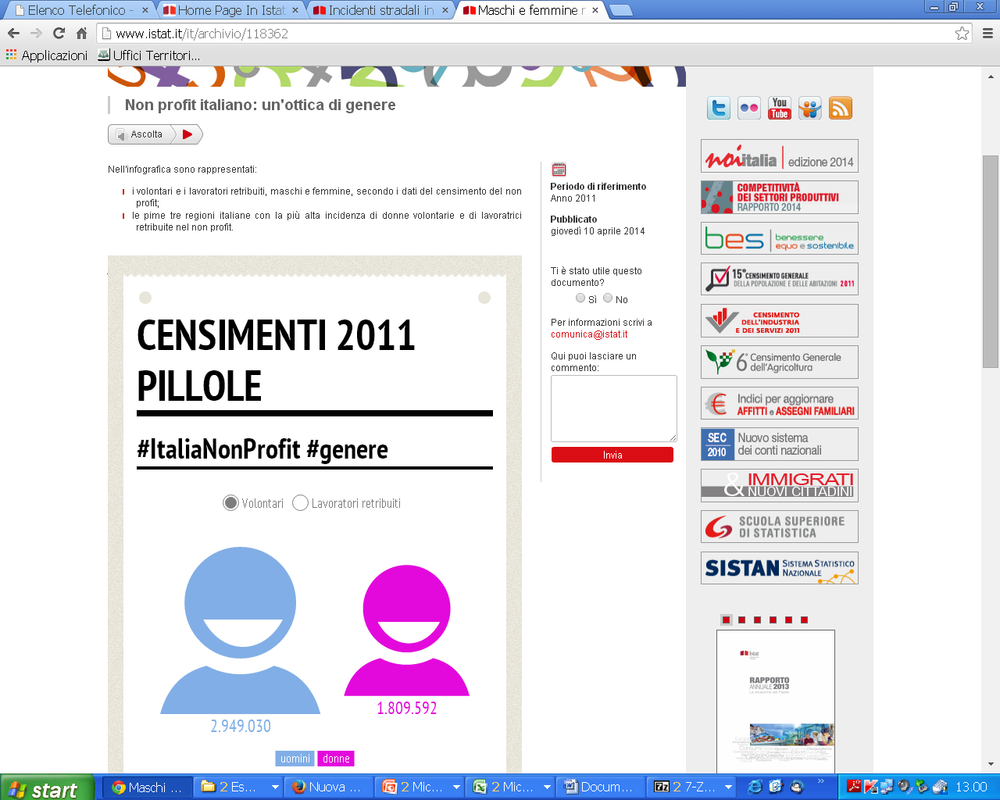 Elenco Telefonico -
Home Page In Istat
Incidenti stradali in
Maschi e femmine r
www.istat.it/it/archivio/118362
Applicazioni
Uffici Territori...
Non profit italiano: un'ottica di genere
Ascolta
Nell'infografica sono rappresentati:
i volontari e i lavoratori retribuiti, maschi e femmine, secondo i dati del censimento del non
profit;
le pime tre regioni italiane con la più alta incidenza di donne volontarie e di lavoratrici
retribuite nel non profit.
CENSIMENTI 2011
PILLOLE
#ItaliaNonProfit #genere
Volontari
Lavoratori retribuiti
2.949.030
1.809.592
uomini
donne
Periodo di riferimento
Anno 2011
Pubblicato
giovedì 10 aprile 2014
Ti è stato utile questo
documento?
Sì
No
Per informazioni scrivi a
comunica@istat.it
Qui puoi lasciare un
commento:
Invia
You
Tube
noiitalia
edizione 2014
COMPETITIVITÀ
DEI SETTORI PRODUTTIVI
RAPPORTO 2014
bes
benessere
equo e sostenibile
15° CENSIMENTO GENERALE
DELLA POPOLAZIONE E DELLE ABITAZIONI 2011
CENSIMENTO
DELL'INDUSTRIA
E DEI SERVIZI 2011
6° Censimento Generale
dell'Agricoltura
Indici per aggiornare
AFFITTI e ASSEGNI FAMILIARI
SEC
2010
Nuovo sistema
dei conti nazionali
& IMMIGRATI
NUOVI CITTADINI
SCUOLA SUPERIORE
DI STATISTICA
SISTAN
SISTEMA STATISTICO
NAZIONALE
Istat
RAPPORTO
ANNUALE 2013
La situazione del Paese
start
Maschi ...
2 Es...
Nuova ...
2 Mic...
2 Mic...
Docum...
2 7-Z...
13.00